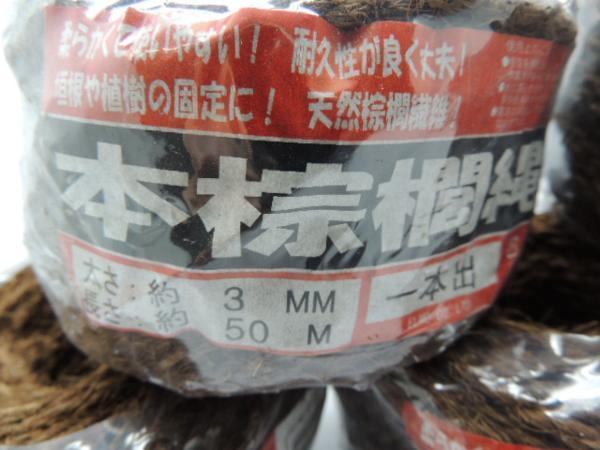 柔らかくて使いやすい！ 耐久性が良く丈夫！
垣根や植樹の固定に！ 天然棕櫚繊維！
本棕櫚縄
太さ：約 3 MM
長さ：約 50 M
一本出